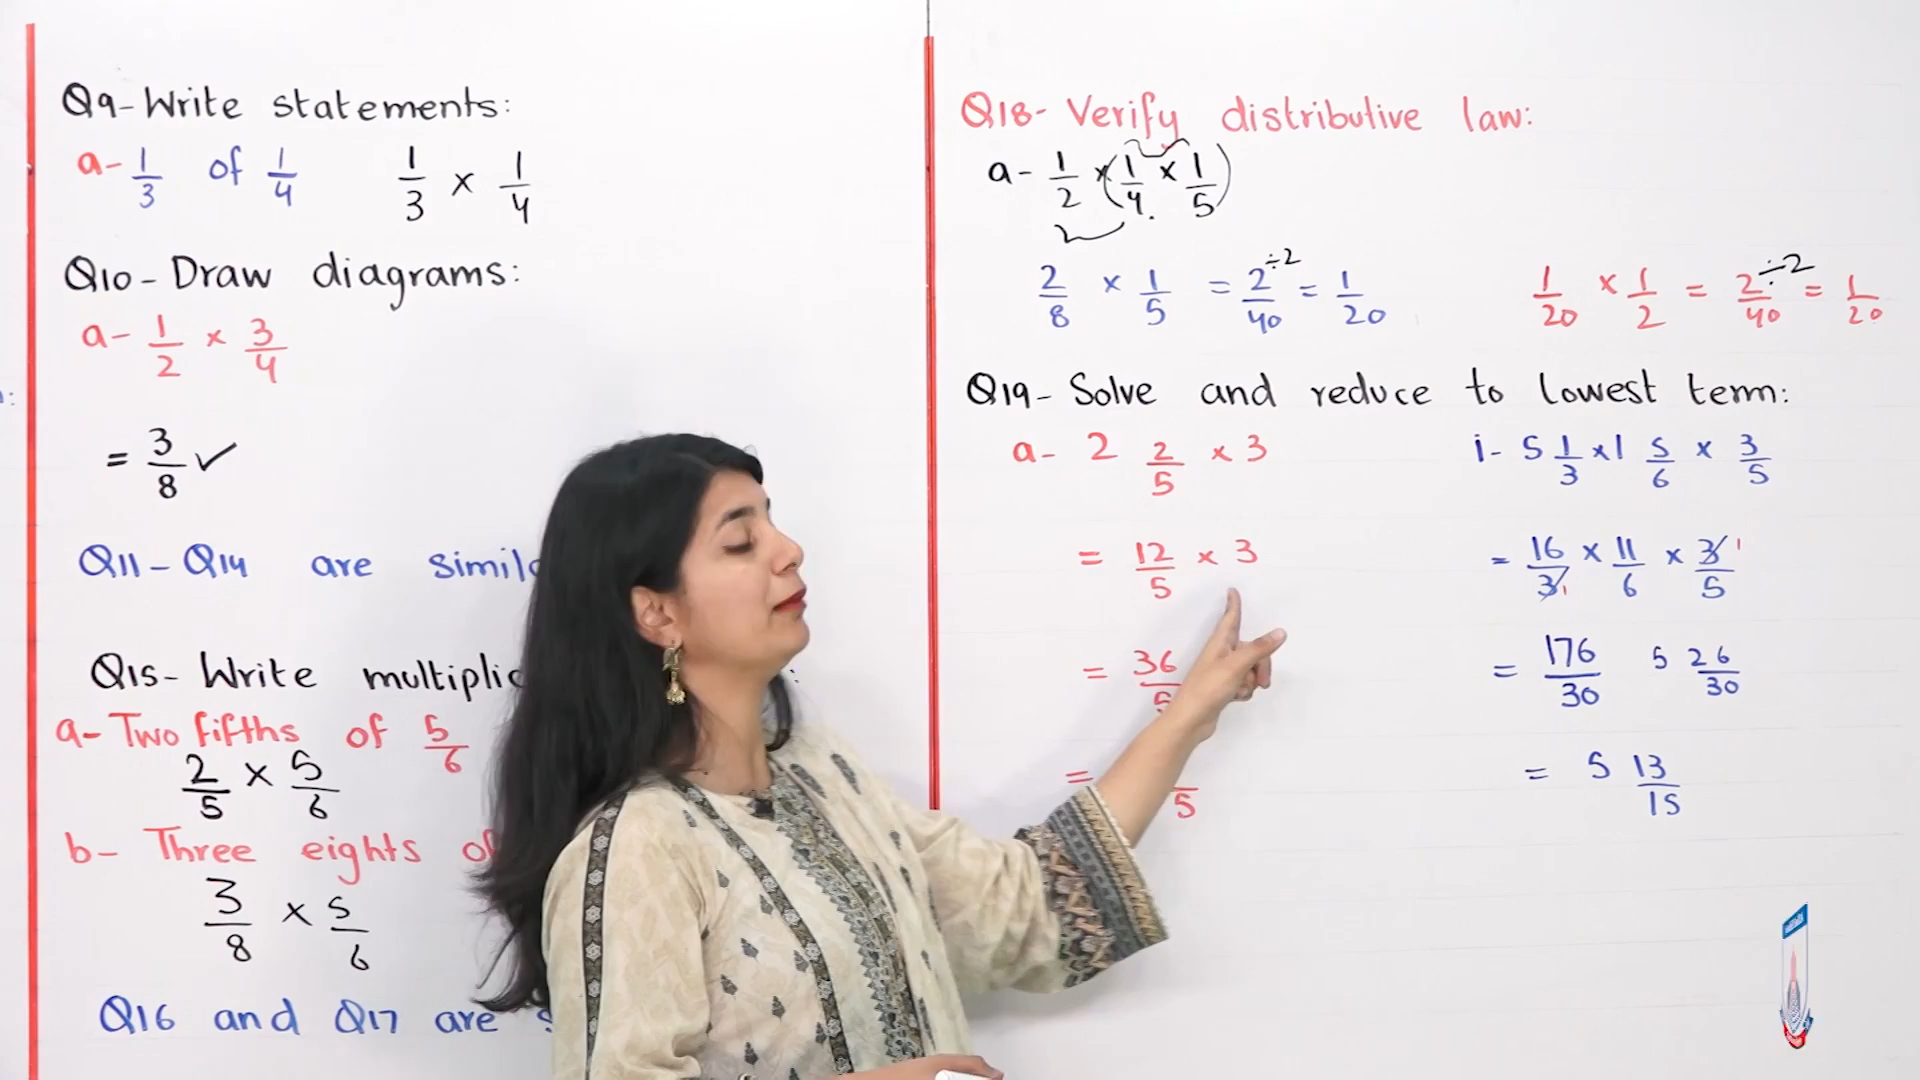 Q9-Write statements:
a- 1/3 of 1/4 1/3 x 1/4
Q10-Draw diagrams:
a- 1/2 x 3/4
= 3/8 ✓
Q11-Q14 are
Q15-Write
a-Two fifths of 5/6
2/5 x 5/6
b- Three eights
3/8 x 5/6
Q16 and Q17 are
Q18-Verify distributive law:
a- 1/2 x (1/4 x 1/5)
2/8 x 1/5 = 2/40 ÷2 = 1/20 1/20 x 1/2 = 2/40 ÷2 = 1/20
Q19-Solve and reduce to lowest term:
a- 2 2/5 x 3
= 12/5 x 3
= 36/5
= 5
i- 5 1/3 x 1 5/6 x 3/5
= 16/3 1 x 11/6 x 3/5 1
= 176/30 5 26/30
= 5 13/15